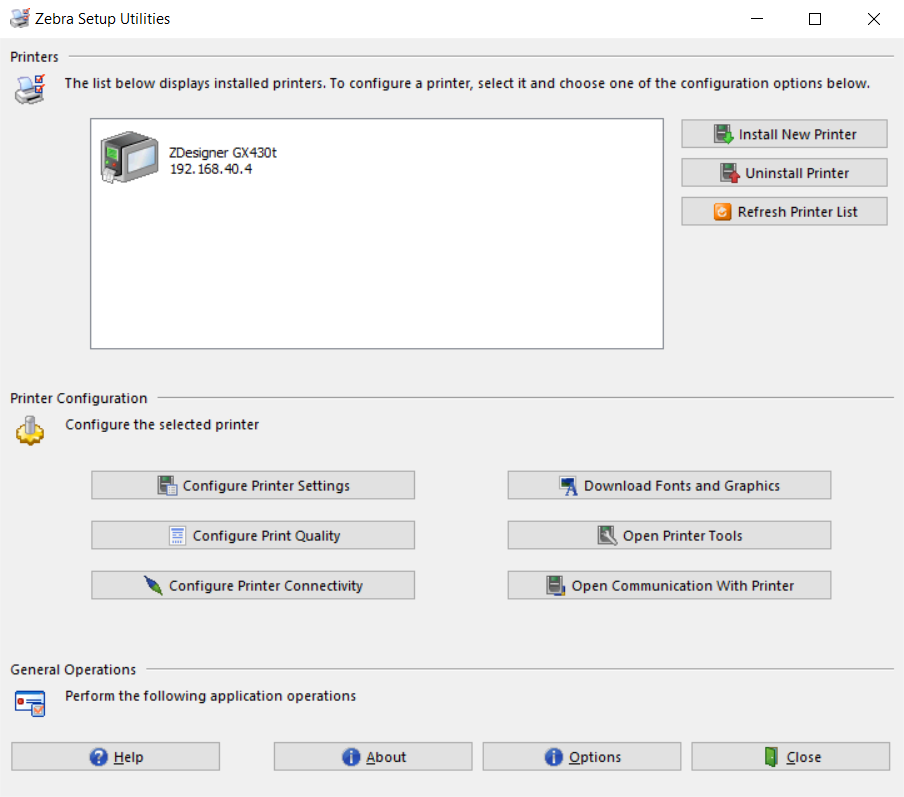 Zebra Setup Utilities
Printers
The list below displays installed printers. To configure a printer, select it and choose one of the configuration options below.
ZDesigner GX430t
192.168.40.4
Install New Printer
Uninstall Printer
Refresh Printer List
Printer Configuration
Configure the selected printer
Configure Printer Settings
Download Fonts and Graphics
Configure Print Quality
Open Printer Tools
Configure Printer Connectivity
Open Communication With Printer
General Operations
Perform the following application operations
Help
About
Options
Close